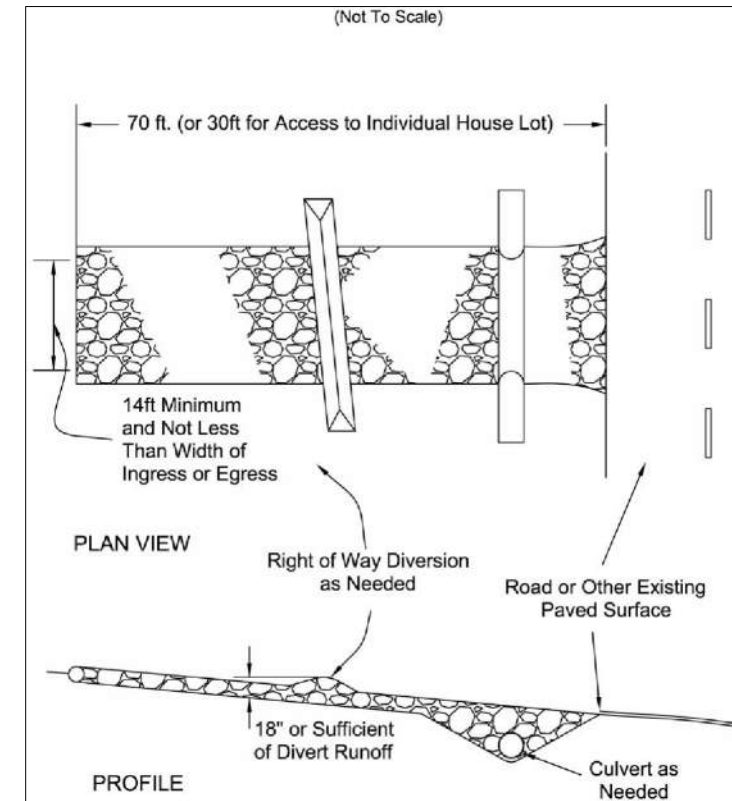 (Not To Scale)
70 ft. (or 30ft for Access to Individual House Lot)
14ft Minimum
and Not Less
Than Width of
Ingress or Egress
PLAN VIEW
Right of Way Diversion
as Needed
Road or Other Existing
Paved Surface
18" or Sufficient
of Divert Runoff
Culvert as
Needed
PROFILE